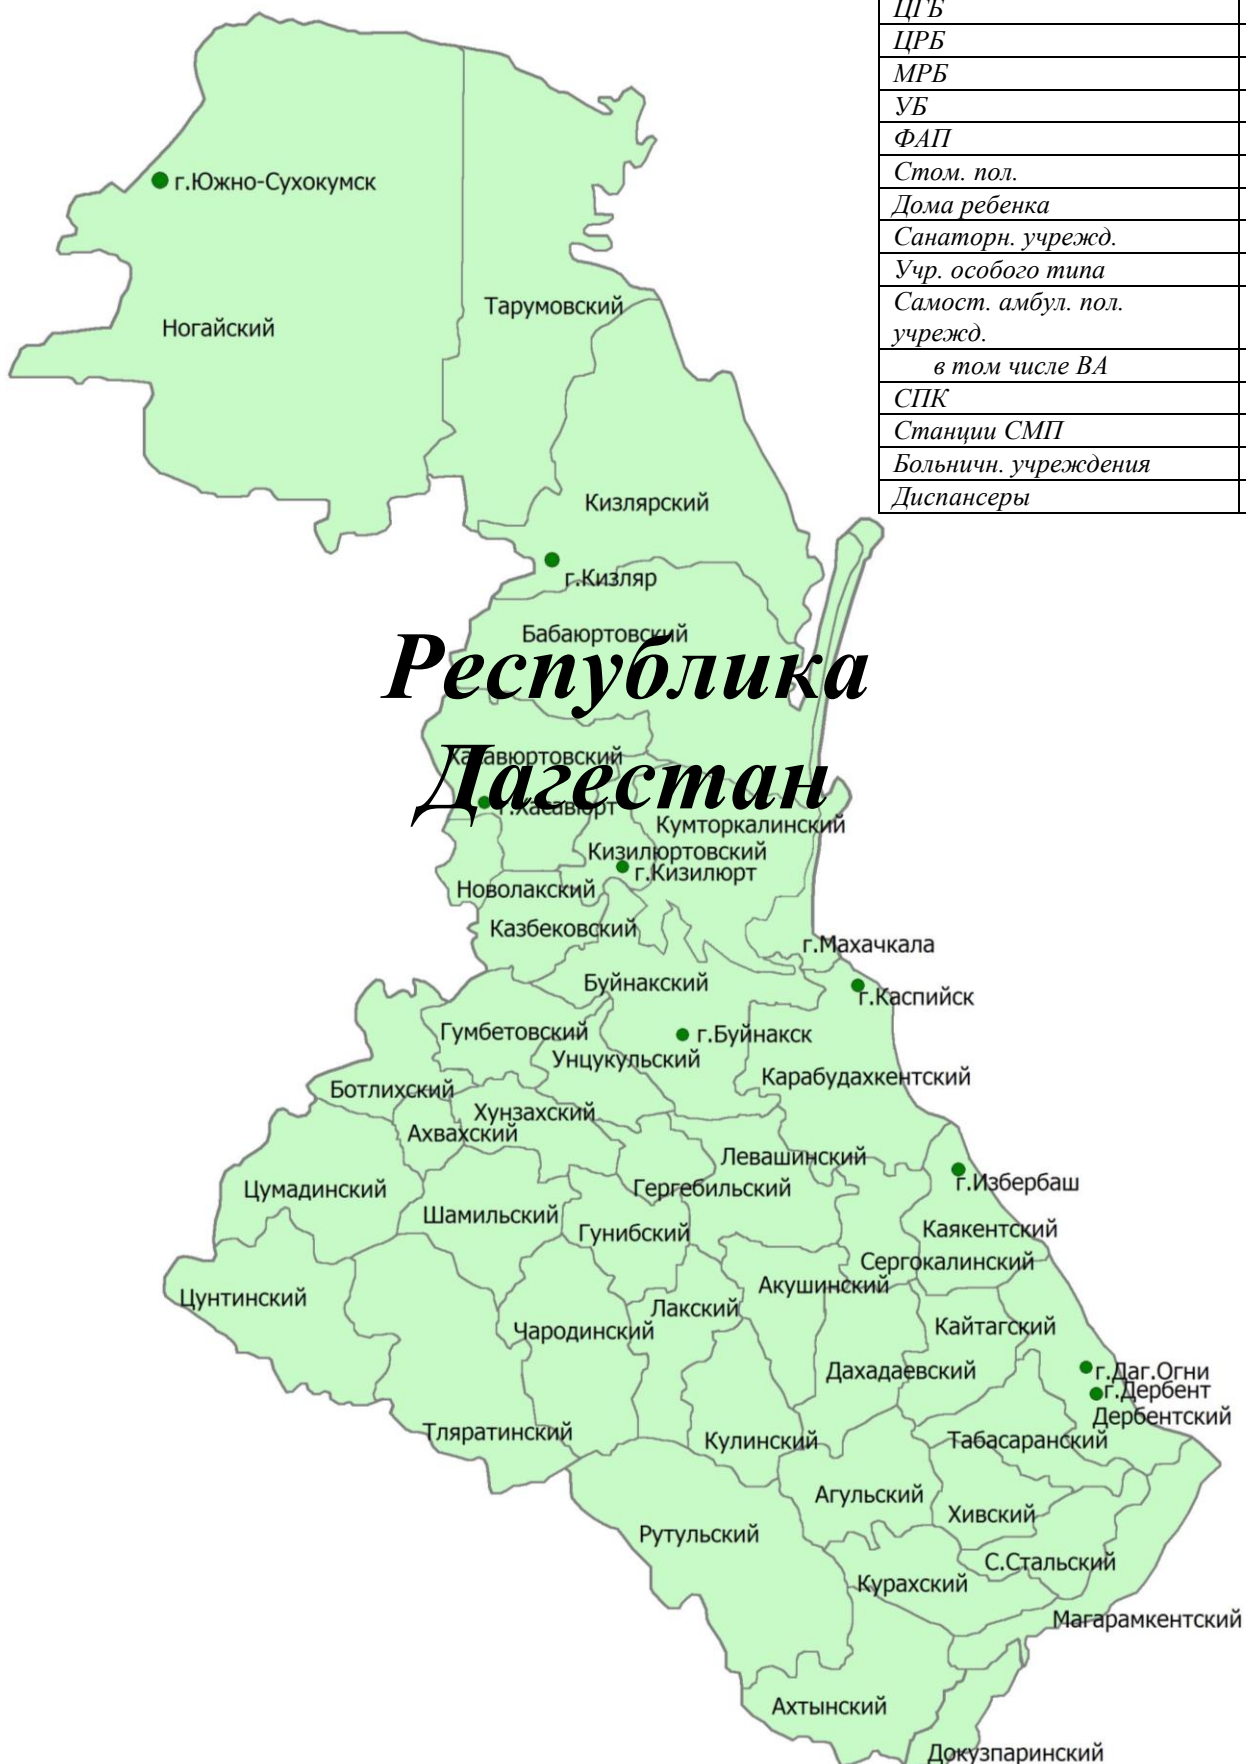 ЦГБ
ЦРБ
МРБ
УБ
ФАП
Стом. пол.
Дома ребенка
Санаторн. учрежд.
Учр. особого типа
Самост. амбул. пол.
учрежд.
в том числе ВА
СПК
Станции СМП
Больничн. учреждения
Диспансеры
г.Южно-Сухокумск
Тарумовский
Ногайский
Кизлярский
г.Кизляр
Бабаюртовский
Республика
Дагестан
Хасавюртовский
г.Хасавюрт
Кумторкалинский
Кизилюртовский
г.Кизилюрт
Новолакский
Казбековский
г.Махачкала
Буйнакский
г.Каспийск
Гумбетовский
г.Буйнакск
Унцукульский
Карабудахкентский
Ботлихский
Хунзахский
Ахвахский
Левашинский
г.Избербаш
Гергебильский
Цумадинский
Шамильский
Гунибский
Каякентский
Сергокалинский
Акушинский
Цунтинский
Лакский
Чародинский
Кайтагский
Дахадаевский
г.Даг.Огни
г.Дербент
Дербентский
Тляратинский
Кулинский
Табасаранский
Агульский
Хивский
Рутульский
С.Стальский
Курахский
Магарамкентский
Ахтынский
Докузпаринский